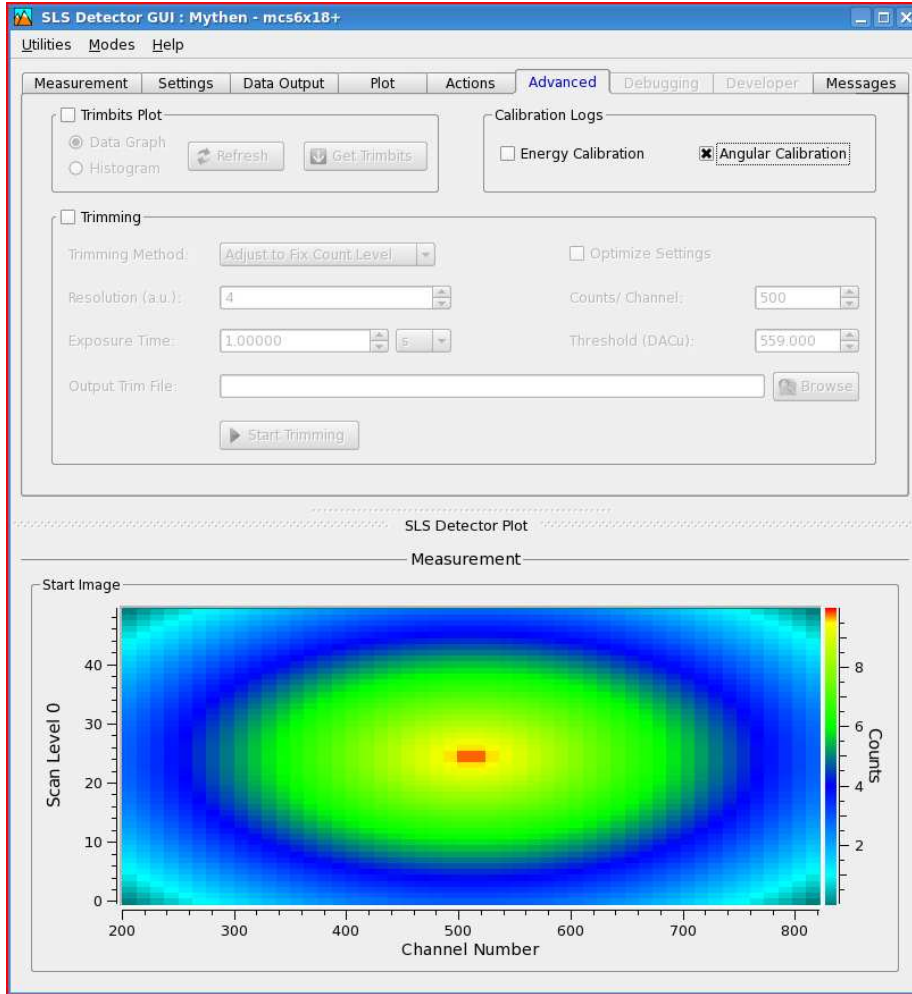 SLS Detector GUI : Mythen - mcs6x18+
Utilities Modes Help
Measurement Settings Data Output Plot Actions Advanced Debugging Developer Messages
Trimbits Plot
Calibration Logs
Data Graph
Histogram
Refresh
Get Trimbits
Energy Calibration
Angular Calibration
Trimming
Trimming Method: Adjust to Fix Count Level
Optimize Settings
Resolution (a.u.): 4
Counts/ Channel: 500
Exposure Time: 1.00000 s
Threshold (DACu): 559.000
Output Trim File:
Browse
Start Trimming
SLS Detector Plot
Measurement
Start Image
Scan Level 0
40
30
20
10
0
200 300 400 500 600 700 800
Channel Number
8
6
4
2
Counts